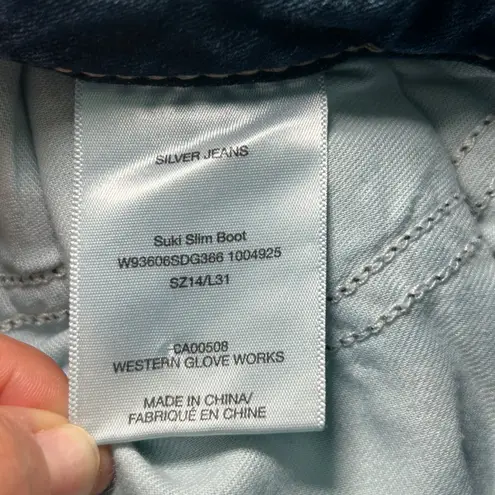 SILVER JEANS
Suki Slim Boot
W93606SDG366 1004925
SZ14/L31
CA00508
WESTERN GLOVE WORKS
MADE IN CHINA/
FABRIQUÉ EN CHINE